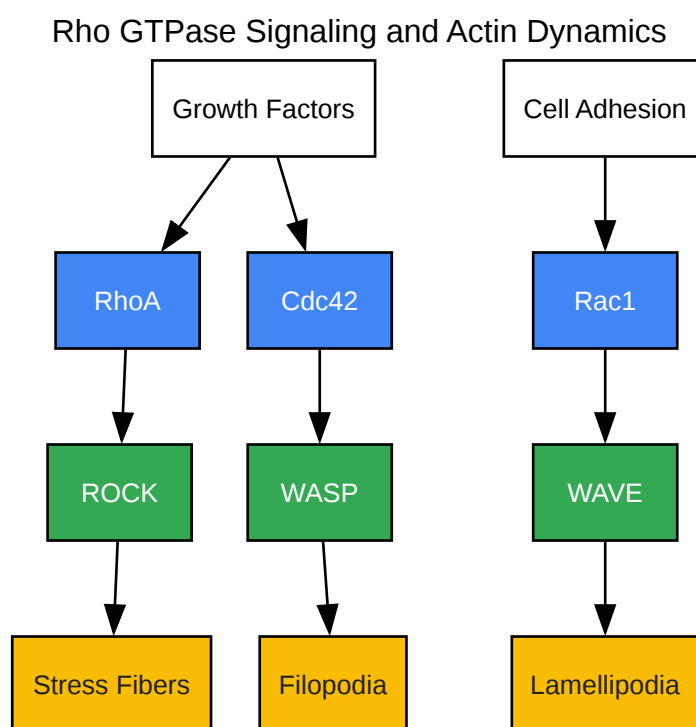 Rho GTPase Signaling and Actin Dynamics
Growth Factors
Cell Adhesion
RhoA
Cdc42
Rac1
ROCK
WASP
WAVE
Stress Fibers
Filopodia
Lamellipodia